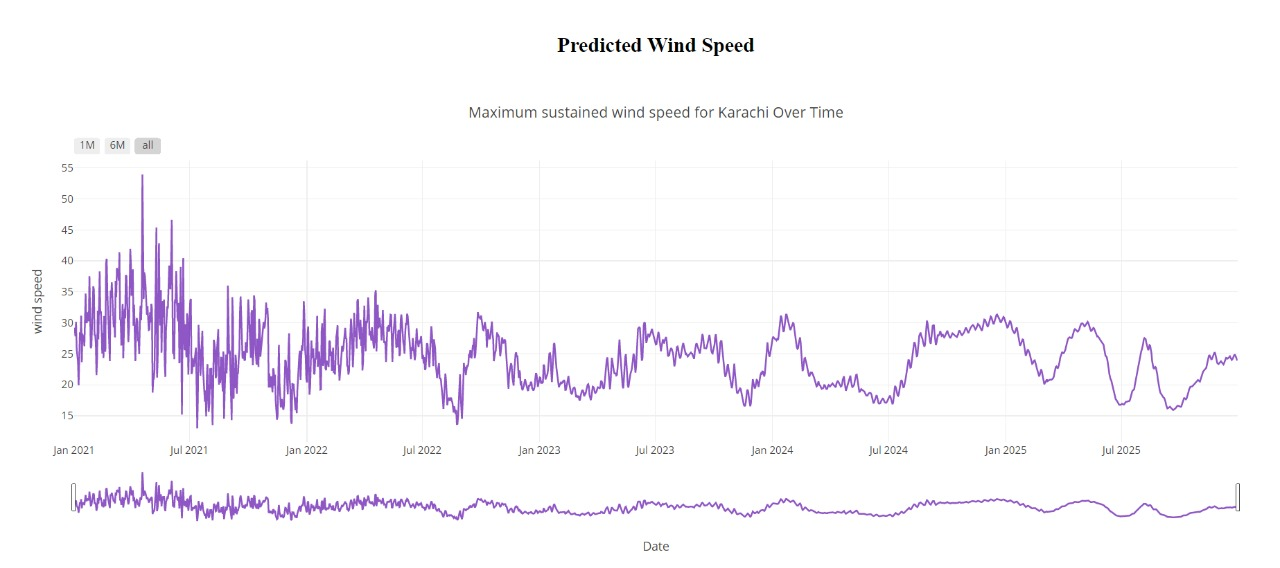 Predicted Wind Speed
Maximum sustained wind speed for Karachi Over Time
1M 6M all
55
50
45
40
35
30
25
20
15
wind speed
Jan 2021 Jul 2021 Jan 2022 Jul 2022 Jan 2023 Jul 2023 Jan 2024 Jul 2024 Jan 2025 Jul 2025
Date